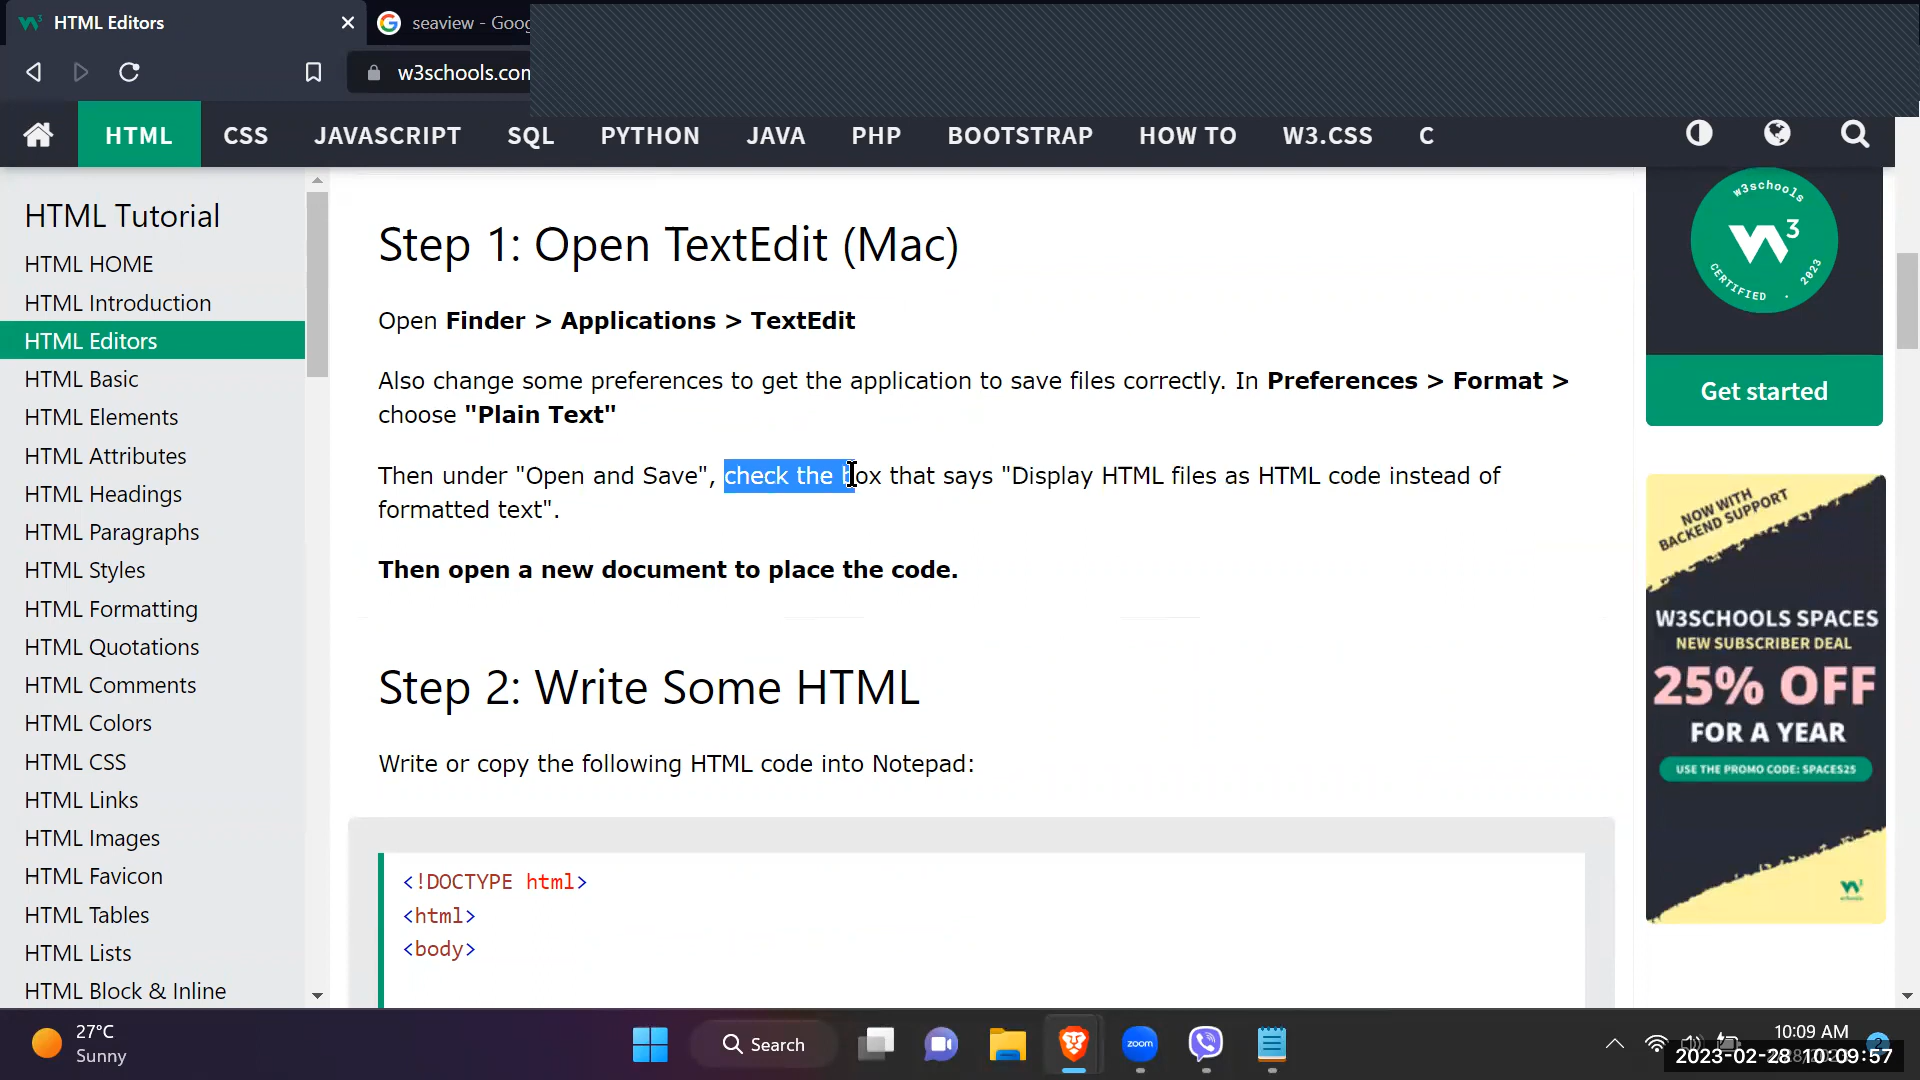 HTML Editors
seaview - Goog
w3schools.com
HTML
CSS
JAVASCRIPT
SQL
PYTHON
JAVA
PHP
BOOTSTRAP
HOW TO
W3.CSS
C
HTML Tutorial
HTML HOME
HTML Introduction
HTML Editors
HTML Basic
HTML Elements
HTML Attributes
HTML Headings
HTML Paragraphs
HTML Styles
HTML Formatting
HTML Quotations
HTML Comments
HTML Colors
HTML CSS
HTML Links
HTML Images
HTML Favicon
HTML Tables
HTML Lists
HTML Block & Inline
Step 1: Open TextEdit (Mac)
Open Finder > Applications > TextEdit
Also change some preferences to get the application to save files correctly. In Preferences > Format >
choose "Plain Text"
Then under "Open and Save", check the box that says "Display HTML files as HTML code instead of
formatted text".
Then open a new document to place the code.
Step 2: Write Some HTML
Write or copy the following HTML code into Notepad:
<!DOCTYPE html>
<html>
<body>
w3schools
W3
CERTIFIED . 2023
Get started
NOW WITH
BACKEND SUPPORT
W3SCHOOLS SPACES
NEW SUBSCRIBER DEAL
25% OFF
FOR A YEAR
USE THE PROMO CODE: SPACES25
27°C
Sunny
Search
zoom
10:09 AM
2
2023-02-28 10:09:57